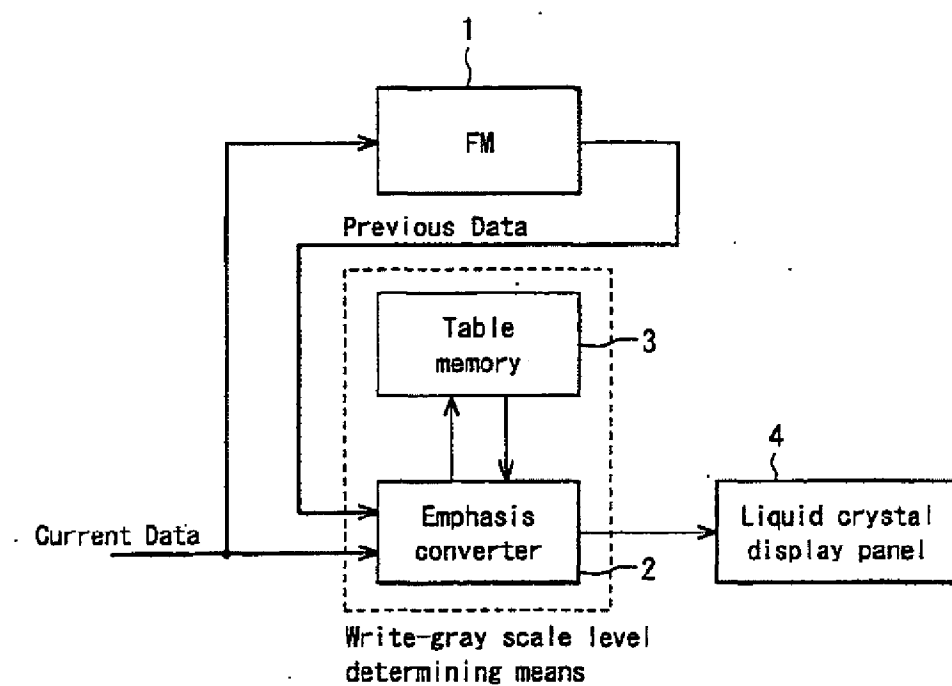 1
FM
Previous Data
Table
memory
3
4
Current Data
Emphasis
converter
2
Liquid crystal
display panel
Write-gray scale level
determining means